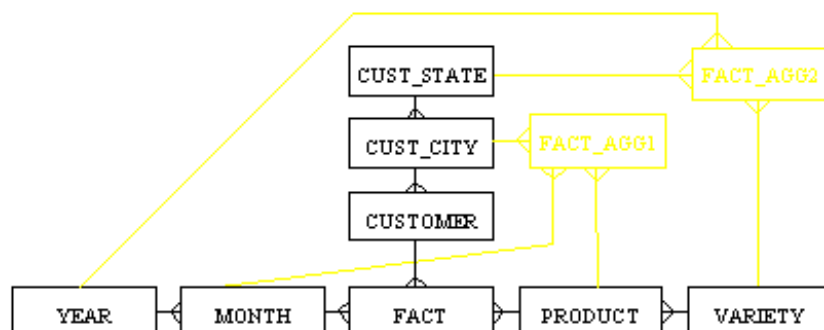 CUST_STATE
FACT_AGG2
CUST_CITY
FACT_AGG1
CUSTOMER
YEAR
MONTH
FACT
PRODUCT
VARIETY